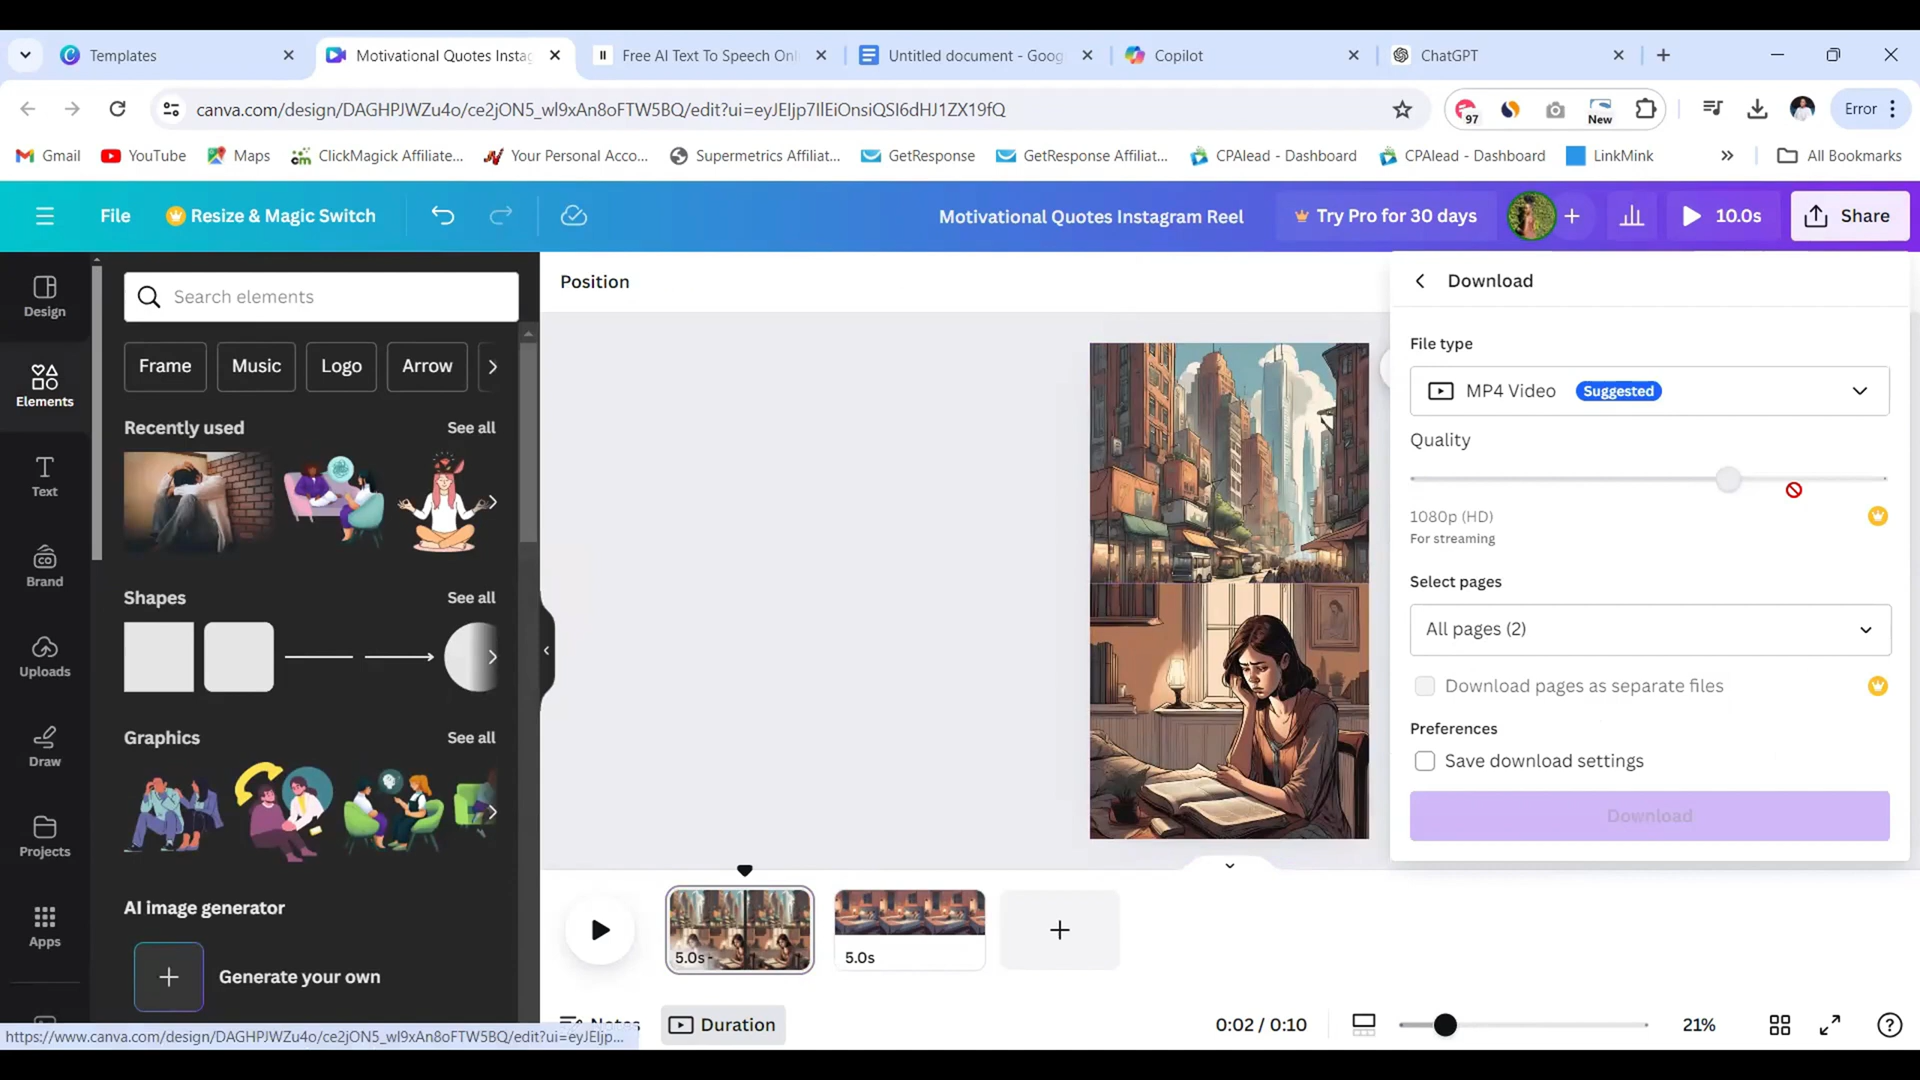 Templates
Motivational Quotes Instag
Free AI Text To Speech Onl
Untitled document - Goog
Copilot
ChatGPT
canva.com/design/DAGHPJWZu4o/ce2jON5_wl9xAn8oFTW5BQ/edit?ui=eyJEIjp7IlEiOnsiQSI6dHJ1ZX19fQ
97
New
Error
Gmail
YouTube
Maps
ClickMagick Affiliate...
Your Personal Acco...
Supermetrics Affiliat...
GetResponse
GetResponse Affiliat...
CPAlead - Dashboard
CPAlead - Dashboard
LinkMink
All Bookmarks
File
Resize & Magic Switch
Motivational Quotes Instagram Reel
Try Pro for 30 days
10.0s
Share
Design
Elements
Text
Brand
Uploads
Draw
Projects
Apps
Search elements
Frame
Music
Logo
Arrow
Recently used
See all
Shapes
See all
Graphics
See all
AI image generator
Generate your own
Position
Download
File type
MP4 Video
Suggested
Quality
1080p (HD)
For streaming
Select pages
All pages (2)
Download pages as separate files
Preferences
Save download settings
Download
5.0s
5.0s
Notes
Duration
0:02 / 0:10
21%
https://www.canva.com/design/DAGHPJWZu4o/ce2jON5_wl9xAn8oFTW5BQ/edit?ui=eyJEIjp...